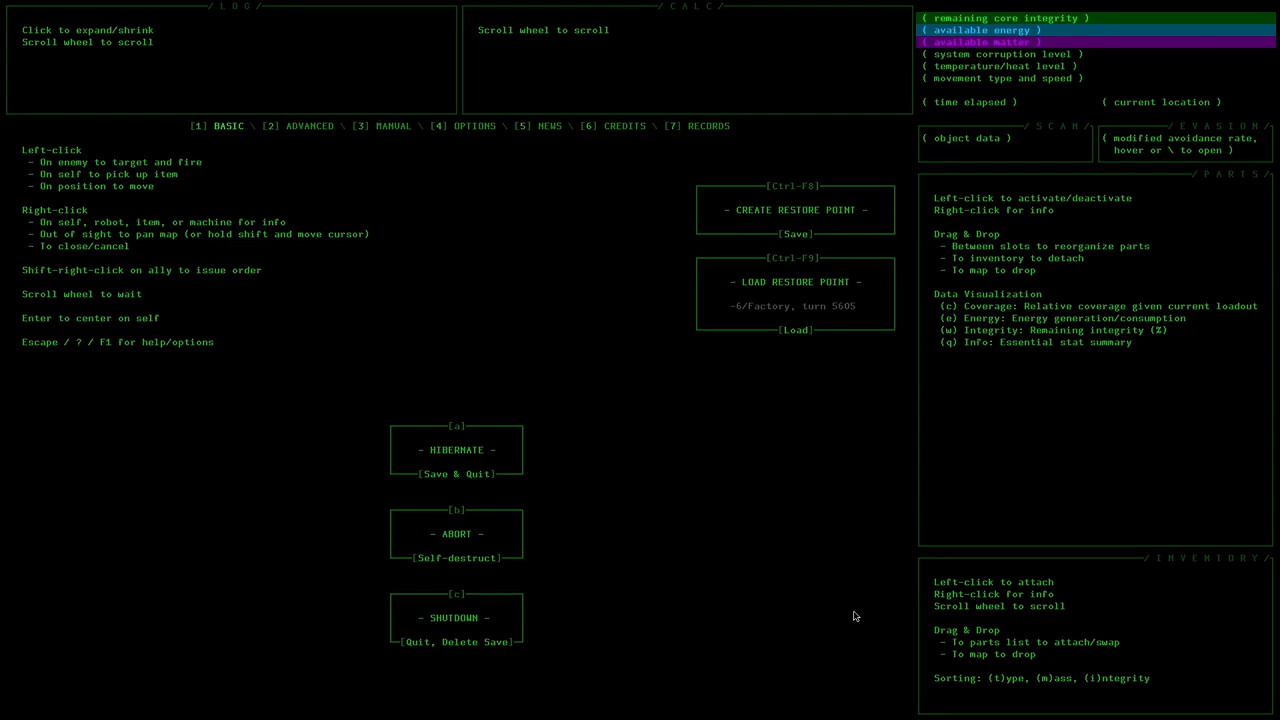 / L O G /
Click to expand/shrink
Scroll wheel to scroll
/ C A L C /
Scroll wheel to scroll
( remaining core integrity )
( available energy )
( available matter )
( system corruption level )
( temperature/heat level )
( movement type and speed )
( time elapsed )
( current location )
[1] BASIC \ [2] ADVANCED \ [3] MANUAL \ [4] OPTIONS \ [5] NEWS \ [6] CREDITS \ [7] RECORDS
/ S C A N /
( object data )
/ E V A S I O N /
( modified avoidance rate,
hover or \ to open )
Left-click
- On enemy to target and fire
- On self to pick up item
- On position to move
Right-click
- On self, robot, item, or machine for info
- Out of sight to pan map (or hold shift and move cursor)
- To close/cancel
Shift-right-click on ally to issue order
Scroll wheel to wait
Enter to center on self
Escape / ? / F1 for help/options
[Ctrl-F8]
- CREATE RESTORE POINT -
[Save]
[Ctrl-F9]
- LOAD RESTORE POINT -
-6/Factory, turn 5605
[Load]
[a]
- HIBERNATE -
[Save & Quit]
[b]
- ABORT -
[Self-destruct]
[c]
- SHUTDOWN -
[Quit, Delete Save]
/ P A R T S /
Left-click to activate/deactivate
Right-click for info
Drag & Drop
- Between slots to reorganize parts
- To inventory to detach
- To map to drop
Data Visualization
(c) Coverage: Relative coverage given current loadout
(e) Energy: Energy generation/consumption
(w) Integrity: Remaining integrity (%)
(q) Info: Essential stat summary
/ I N V E N T O R Y /
Left-click to attach
Right-click for info
Scroll wheel to scroll
Drag & Drop
- To parts list to attach/swap
- To map to drop
Sorting: (t)ype, (m)ass, (i)ntegrity